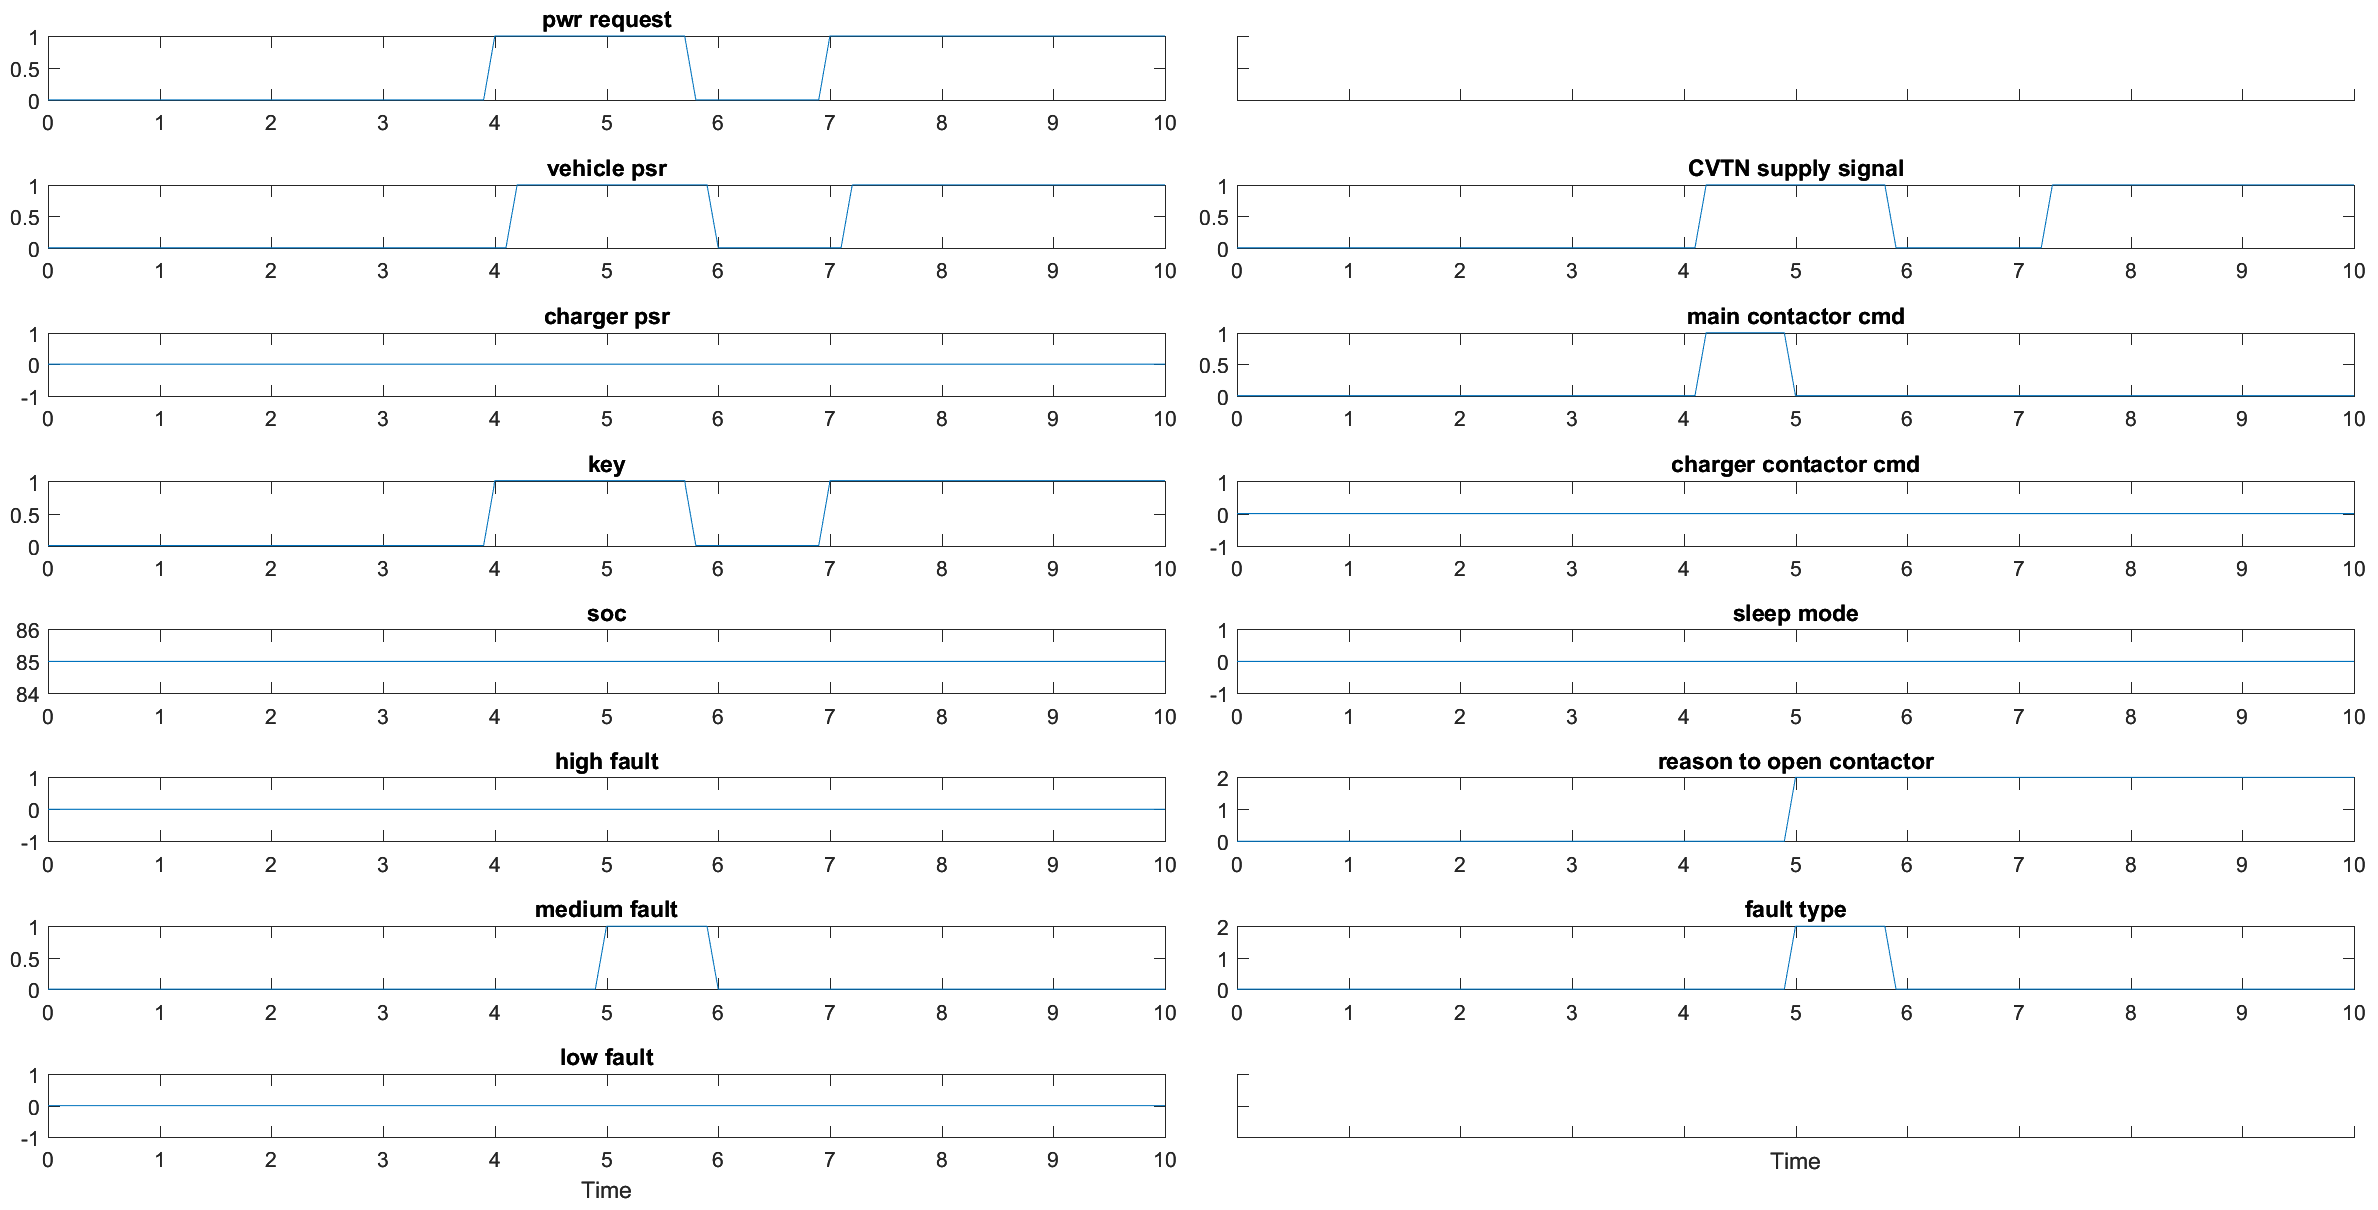 pwr request
1
0.5
0
0 1 2 3 4 5 6 7 8 9 10
vehicle psr
1
0.5
0
0 1 2 3 4 5 6 7 8 9 10
charger psr
1
0
-1
0 1 2 3 4 5 6 7 8 9 10
key
1
0.5
0
0 1 2 3 4 5 6 7 8 9 10
soc
86
85
84
0 1 2 3 4 5 6 7 8 9 10
high fault
1
0
-1
0 1 2 3 4 5 6 7 8 9 10
medium fault
1
0.5
0
0 1 2 3 4 5 6 7 8 9 10
low fault
1
0
-1
0 1 2 3 4 5 6 7 8 9 10
Time
CVTN supply signal
1
0.5
0
0 1 2 3 4 5 6 7 8 9 10
main contactor cmd
1
0.5
0
0 1 2 3 4 5 6 7 8 9 10
charger contactor cmd
1
0
-1
0 1 2 3 4 5 6 7 8 9 10
sleep mode
1
0
-1
0 1 2 3 4 5 6 7 8 9 10
reason to open contactor
2
1
0
0 1 2 3 4 5 6 7 8 9 10
fault type
2
1
0
0 1 2 3 4 5 6 7 8 9 10
Time